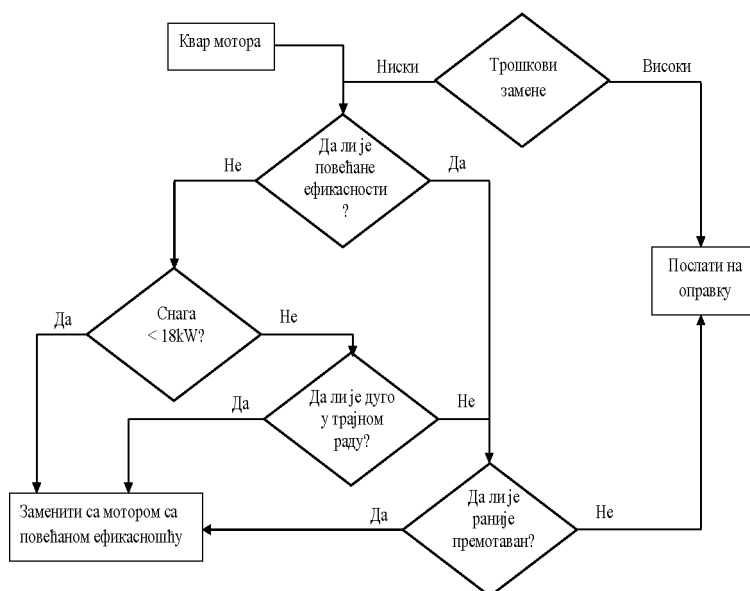 Квар мотора
Ниски
Трошкови
замене
Високи
Да ли је
повећане
ефикасности
?
Не
Да
Послати на
оправку
Снага
< 18kW?
Да
Не
Да ли је дуго
у трајном
раду?
Да
Не
Заменити са мотором са
повећаном ефикасношћу
Да
Да ли је
раније
премотаван?
Не